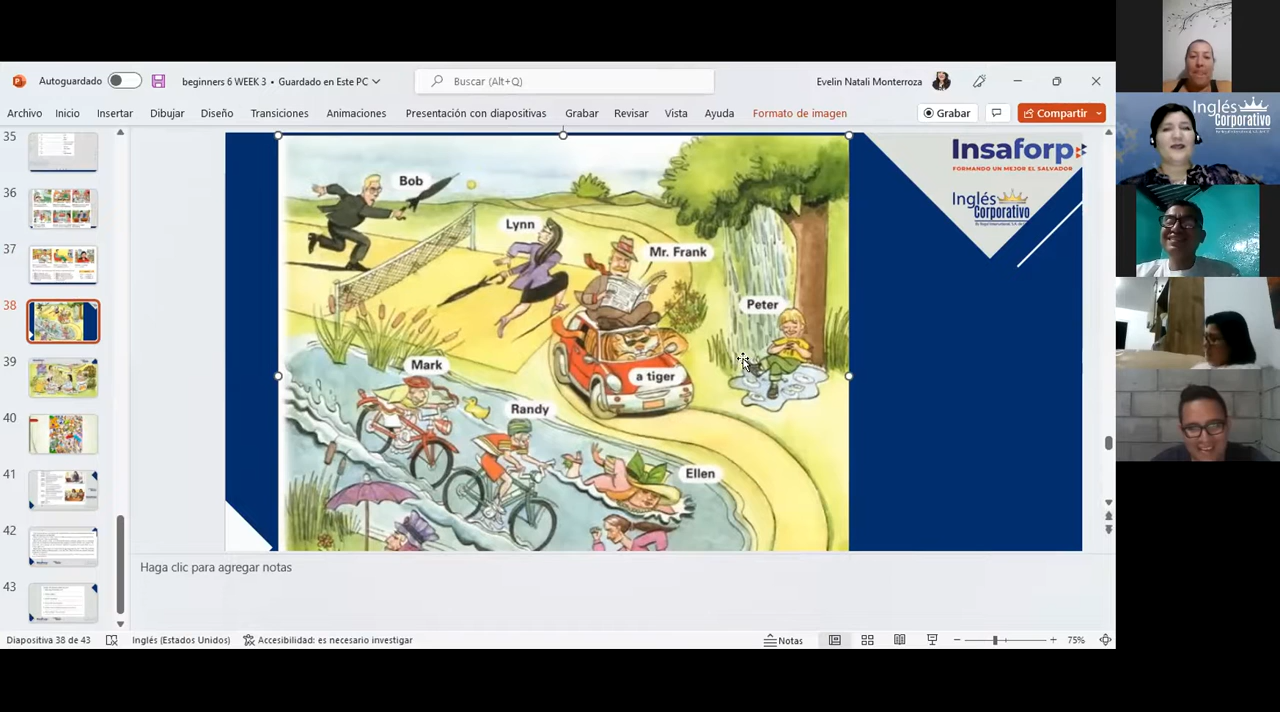 Autoguardado
beginners 6 WEEK 3 • Guardado en Este PC
Buscar (Alt+Q)
Evelin Natali Monterroza
Archivo Inicio Insertar Dibujar Diseño Transiciones Animaciones Presentación con diapositivas Grabar Revisar Vista Ayuda Formato de imagen
Grabar
Compartir
35
36
37
38
39
40
41
42
43
Bob
Lynn
Mr. Frank
Peter
Mark
a tiger
Randy
Ellen
Insaforp
FORMANDO UN MEJOR EL SALVADOR
Inglés
Corporativo
Haga clic para agregar notas
Diapositiva 38 de 43
Inglés (Estados Unidos)
Accesibilidad: es necesario investigar
Notas
75%
Inglés
Corporativo